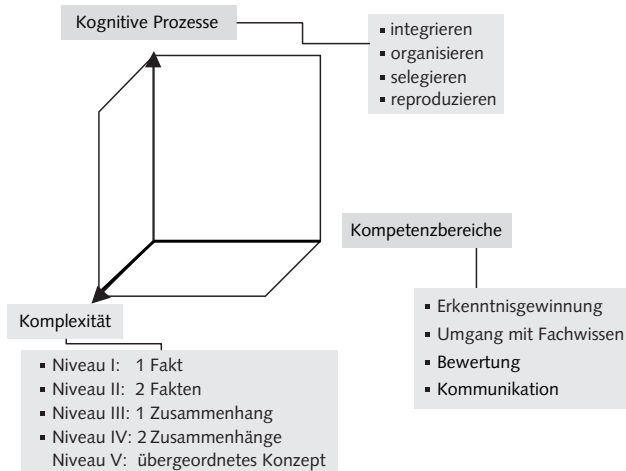 Kognitive Prozesse
▪ integrieren
▪ organisieren
▪ selegieren
▪ reproduzieren
Kompetenzbereiche
▪ Erkenntnisgewinnung
▪ Umgang mit Fachwissen
▪ Bewertung
▪ Kommunikation
Komplexität
▪ Niveau I: 1 Fakt
▪ Niveau II: 2 Fakten
▪ Niveau III: 1 Zusammenhang
▪ Niveau IV: 2 Zusammenhänge
Niveau V: übergeordnetes Konzept